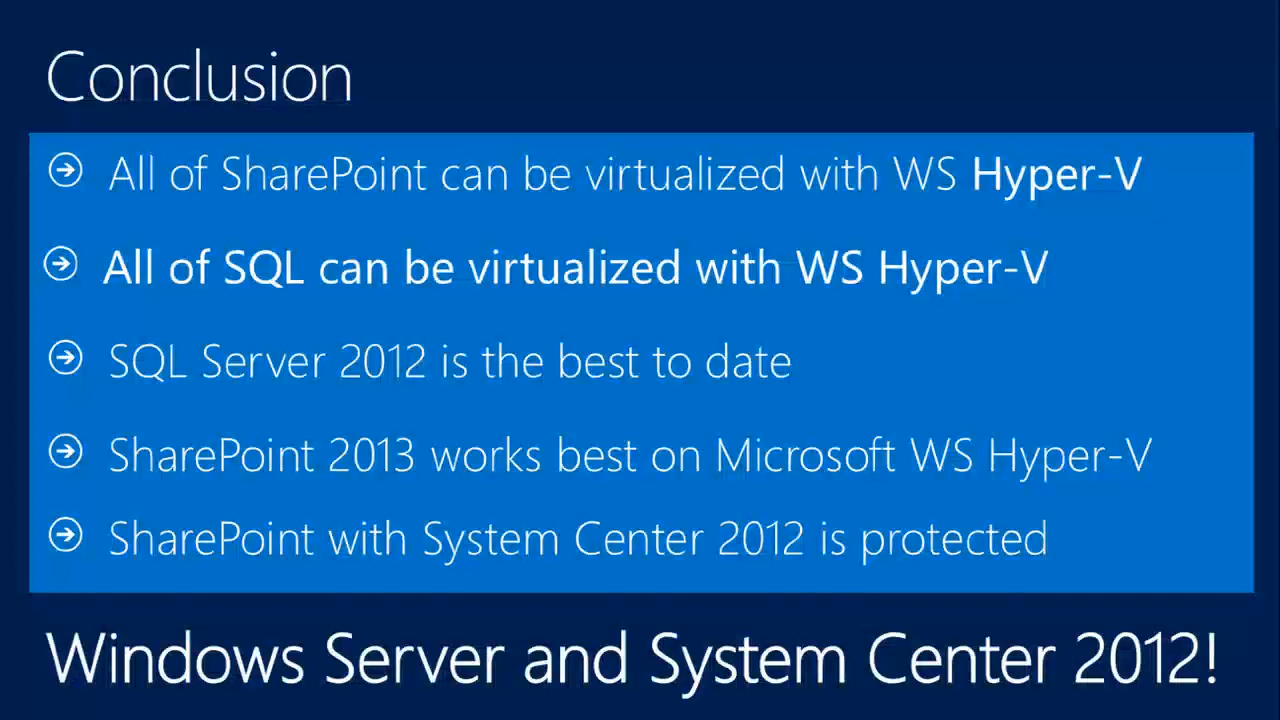 Conclusion
All of SharePoint can be virtualized with WS Hyper-V
All of SQL can be virtualized with WS Hyper-V
SQL Server 2012 is the best to date
SharePoint 2013 works best on Microsoft WS Hyper-V
SharePoint with System Center 2012 is protected
Windows Server and System Center 2012!